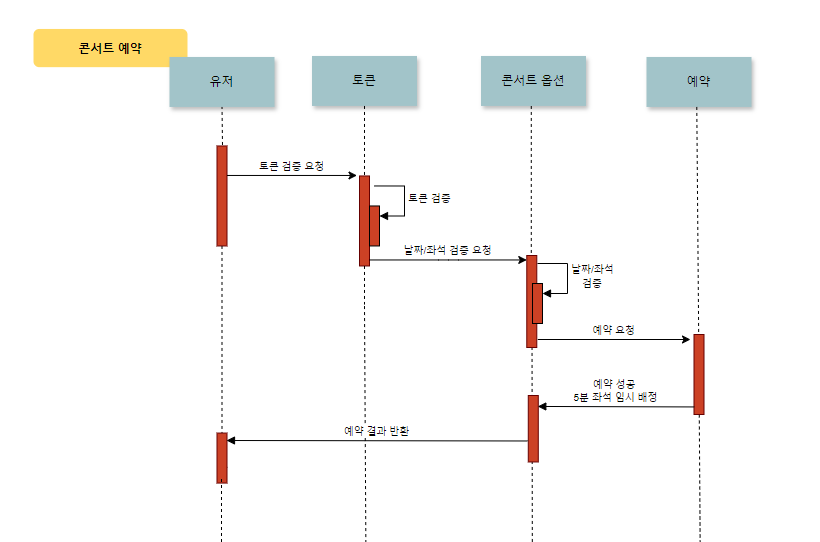 콘서트 예약
유저
토큰
콘서트 옵션
예약
토큰 검증 요청
토큰 검증
날짜/좌석 검증 요청
날짜/좌석
검증
예약 요청
예약 성공
5분 좌석 임시 배정
예약 결과 반환